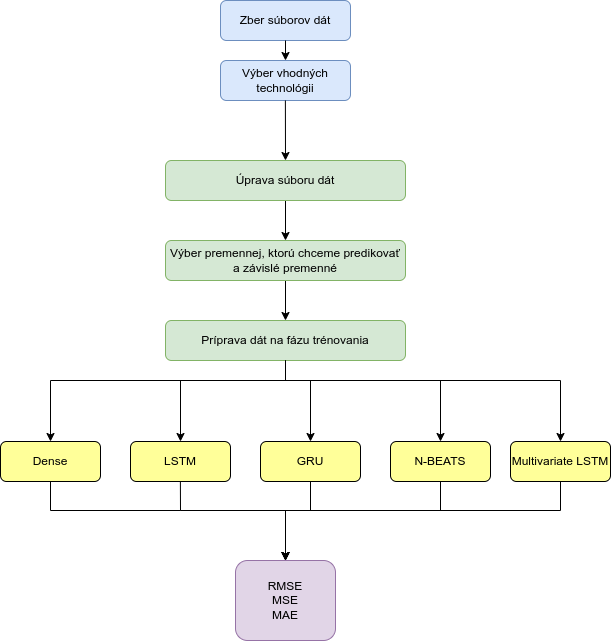 Zber súborov dát
Výber vhodných
technológii
Úprava súboru dát
Výber premennej, ktorú chceme predikovať
a závislé premenné
Príprava dát na fázu trénovania
Dense
LSTM
GRU
N-BEATS
Multivariate LSTM
RMSE
MSE
MAE